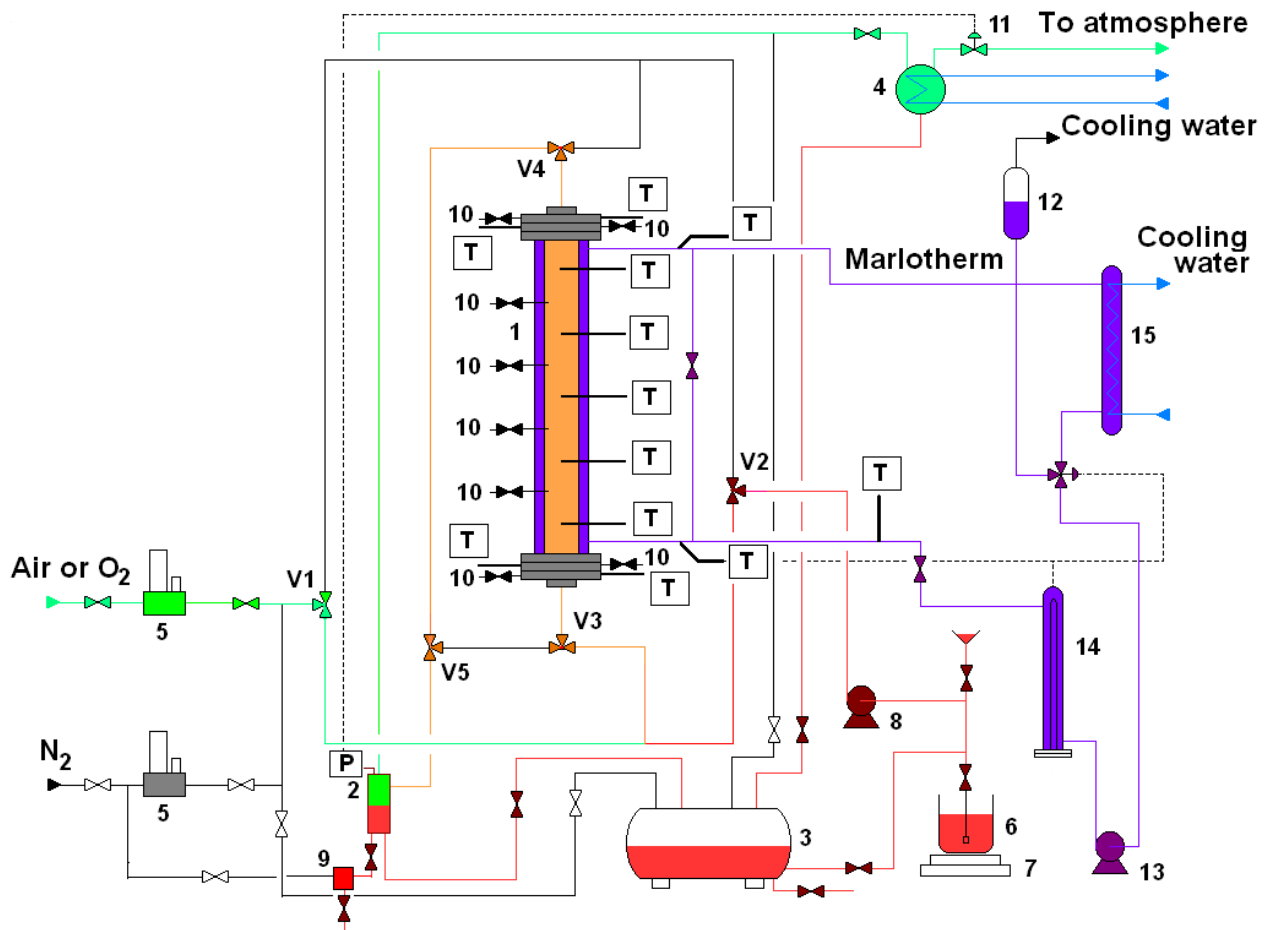 11
To atmosphere
4
Cooling water
V4
T
10
10
T
12
T
Cooling
water
Marlotherm
T
10
1
T
15
10
T
10
T
V2
T
10
T
T
10
T
Air or O2
V1
10
T
5
V3
V5
14
8
N2
P
2
5
3
6
9
7
13